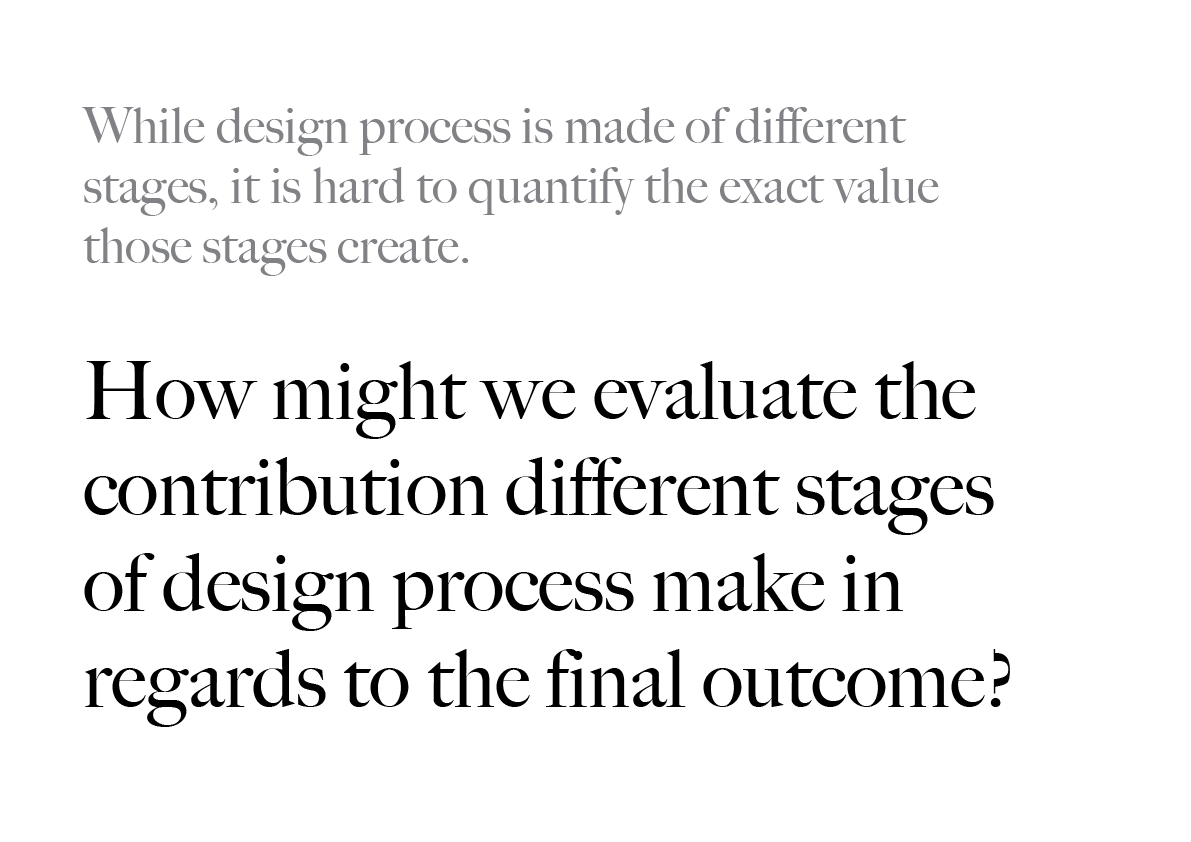 While design process is made of different
stages, it is hard to quantify the exact value
those stages create.
How might we evaluate the
contribution different stages
of design process make in
regards to the final outcome?